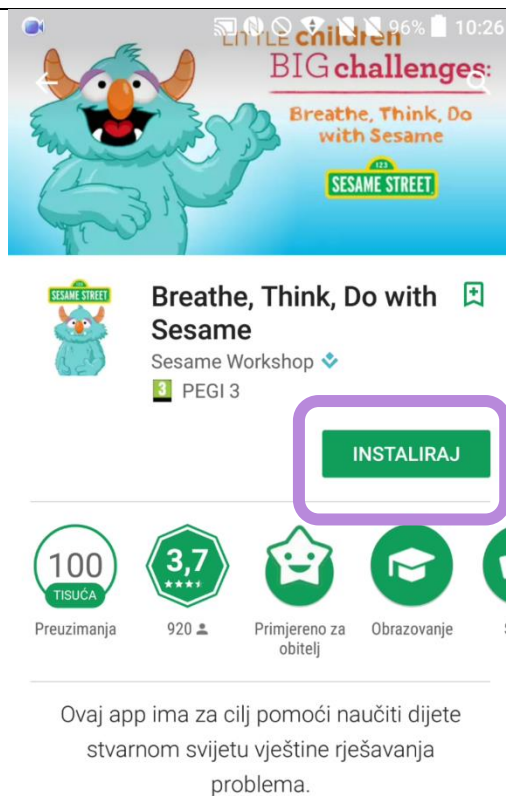 96% 10:26
LITTLE children
BIG challenges:
Breathe, Think, Do
with Sesame
123
SESAME STREET
SESAME STREET
Breathe, Think, Do with
Sesame
Sesame Workshop
3 PEGI 3
INSTALIRAJ
100
TISUĆA
3,7
Preuzimanja
920
Primjereno za
obitelj
Obrazovanje
Ovaj app ima za cilj pomoći naučiti dijete
stvarnom svijetu vještine rješavanja
problema.